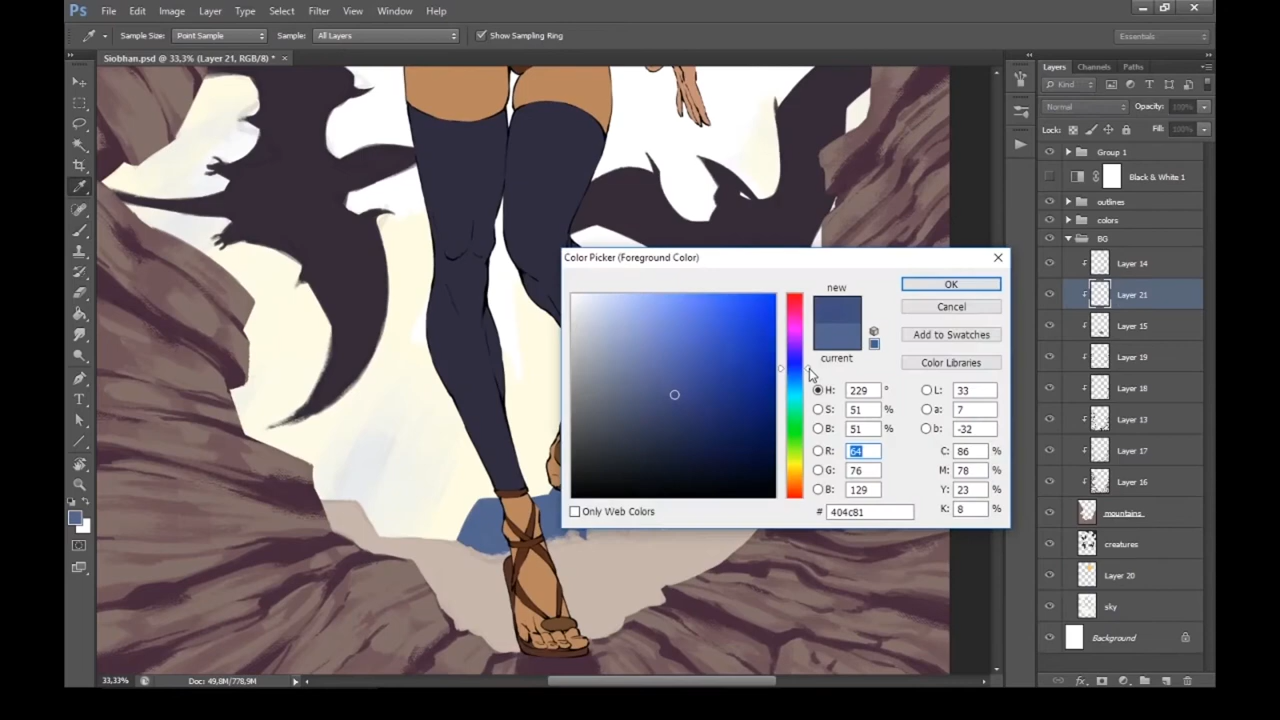 Ps File Edit Image Layer Type Select Filter View Window Help
Sample Size: Point Sample Sample: All Layers Show Sampling Ring Essentials
Siobhan.psd @ 33,3% (Layer 21, RGB/8) * ×
Layers Channels Paths
Kind
Normal Opacity: 100%
Lock: Fill: 100%
Group 1
Black & White 1
outlines
colors
BG
Layer 14
Layer 21
Layer 15
Layer 19
Layer 18
Layer 13
Layer 17
Layer 16
mountains
creatures
Layer 20
sky
Background
Color Picker (Foreground Color)
new
current
OK
Cancel
Add to Swatches
Color Libraries
H: 229 ° L: 33
S: 51 % a: 7
B: 51 % b: -32
R: 64 C: 86 %
G: 76 M: 78 %
B: 129 Y: 23 %
# 404c81 K: 8 %
Only Web Colors
33,33% Doc: 49,8M/778,9M
fx